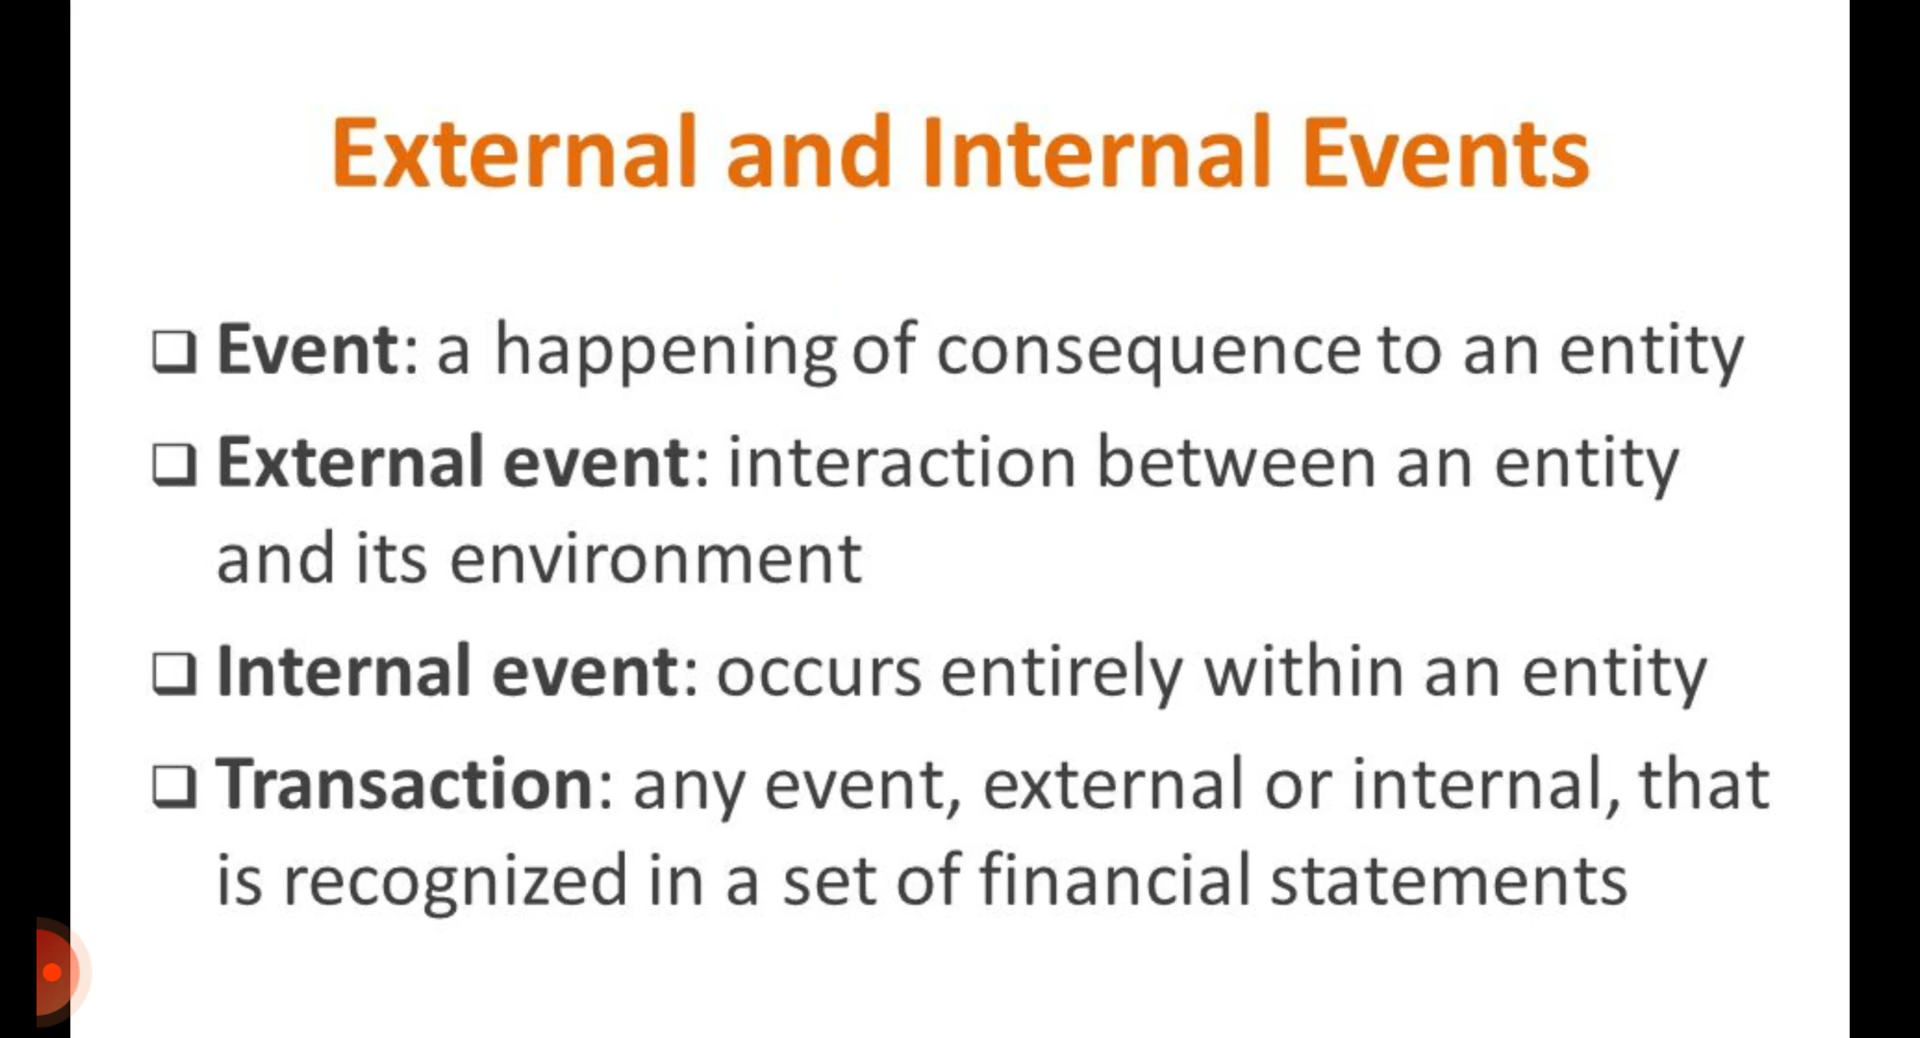 External and Internal Events
❑ Event: a happening of consequence to an entity
❑ External event: interaction between an entity
and its environment
❑ Internal event: occurs entirely within an entity
❑ Transaction: any event, external or internal, that
is recognized in a set of financial statements